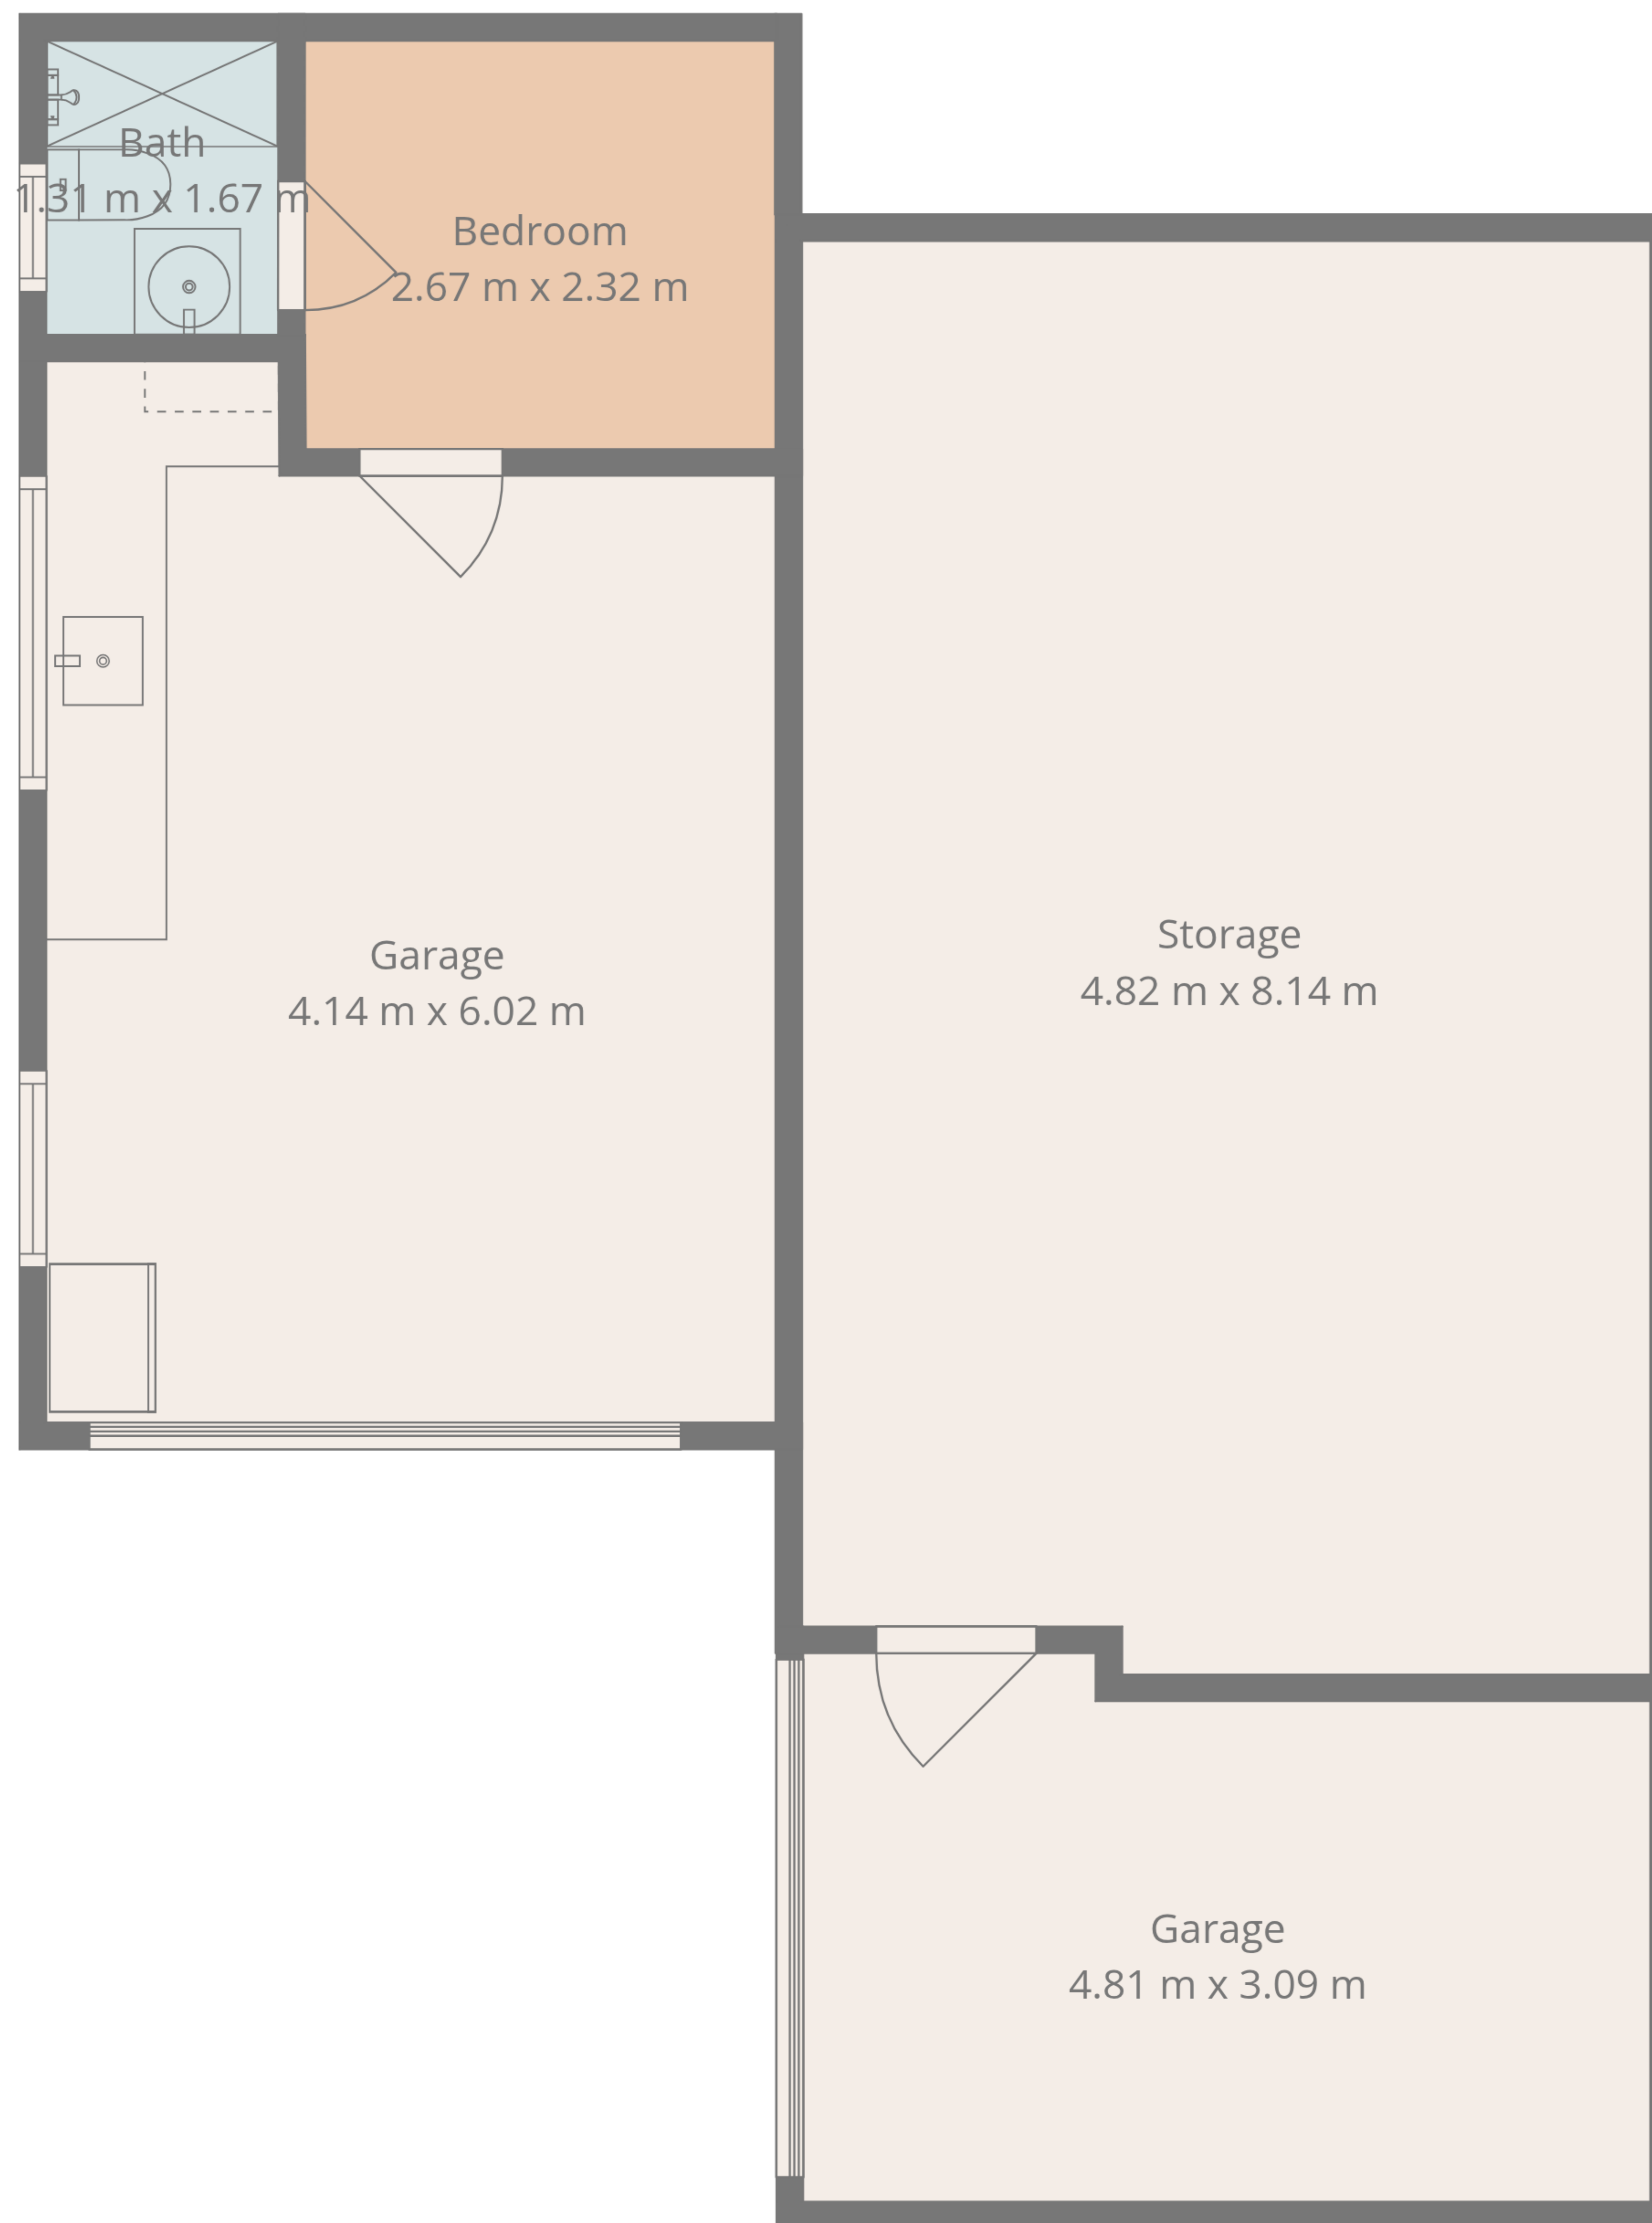 Bath
1.31 m x 1.67 m
Bedroom
2.67 m x 2.32 m
Garage
4.14 m x 6.02 m
Storage
4.82 m x 8.14 m
Garage
4.81 m x 3.09 m